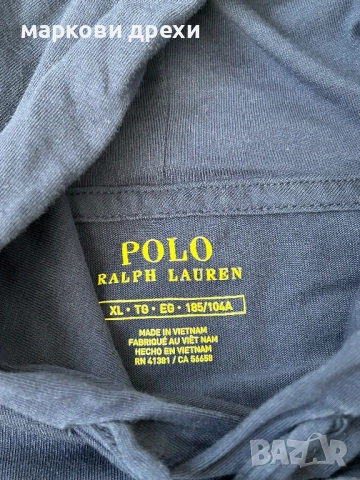 маркови дрехи
POLO
RALPH LAUREN
XL • TG • EG • 185/104A
MADE IN VIETNAM
FABRIQUÉ AU VIÊT NAM
HECHO EN VIETNAM
RN 41381 / CA 56658
BAZAR